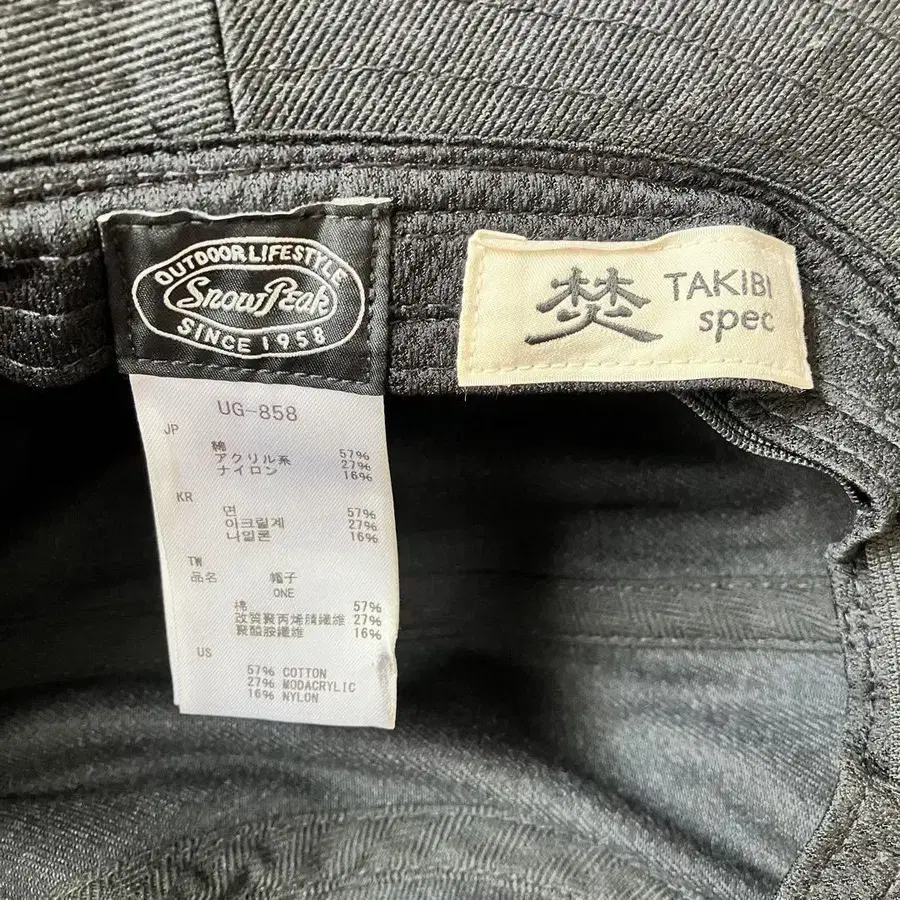 OUTDOOR LIFESTYLE
Snow Peak
SINCE 1958
焚 TAKIBI
spec
UG-858
JP
綿 57%
アクリル系 27%
ナイロン 16%
KR
면 57%
아크릴계 27%
나일론 16%
TW
品名 帽子
ONE
棉 57%
改質聚丙烯腈纖維 27%
聚醯胺纖維 16%
US
57% COTTON
27% MODACRYLIC
16% NYLON